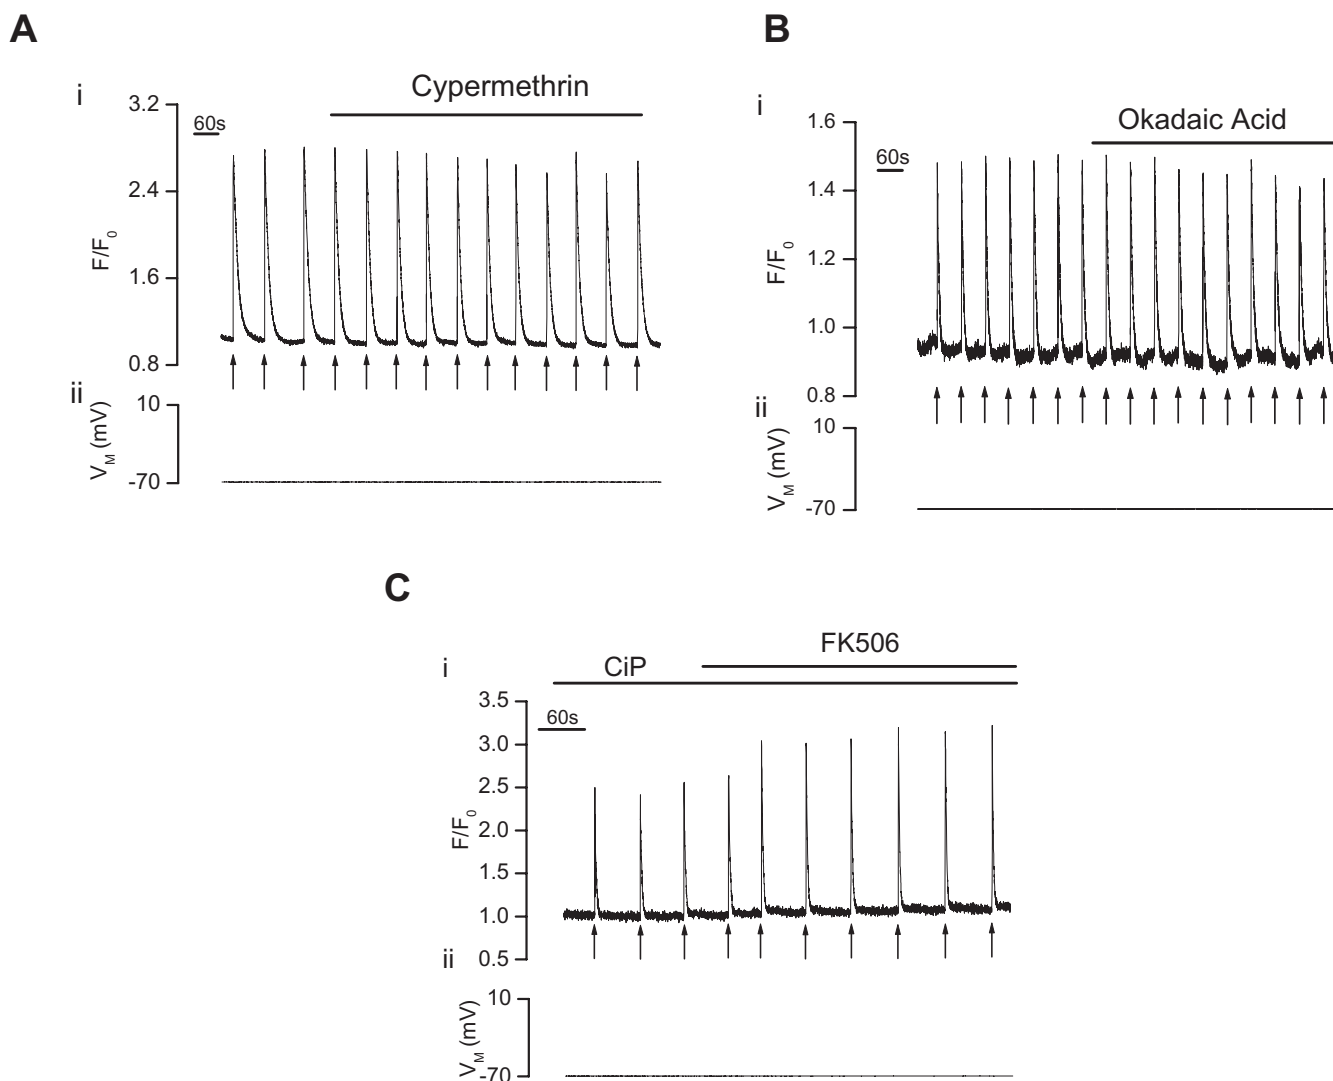 A
i
Cypermethrin
60s
3.2
2.4
1.6
0.8
F/F0
ii
10
-70
VM (mV)
B
i
Okadaic Acid
60s
1.6
1.4
1.2
1.0
0.8
F/F0
ii
10
-70
VM (mV)
C
i
FK506
CiP
60s
3.5
3.0
2.5
2.0
1.5
1.0
0.5
F/F0
ii
10
-70
VM (mV)